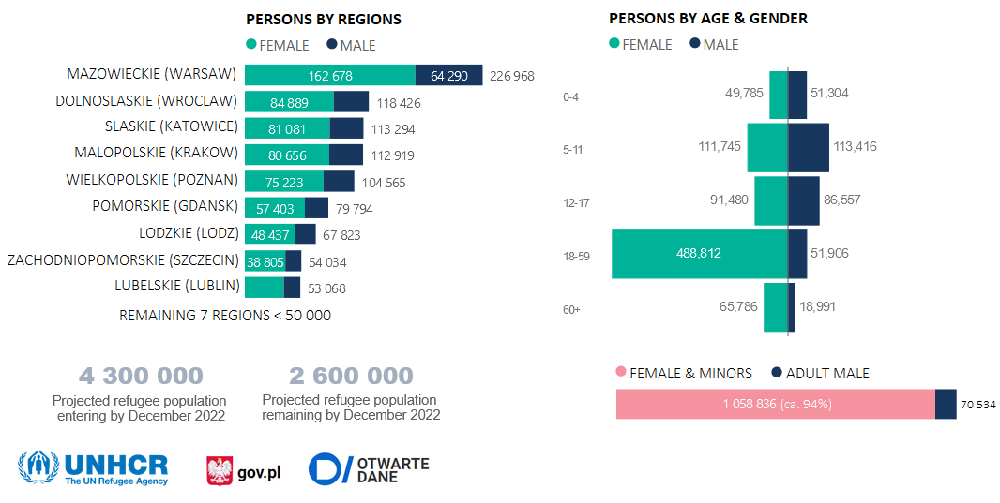 PERSONS BY REGIONS
FEMALE MALE
MAZOWIECKIE (WARSAW) 162 678 64 290 226 968
DOLNOSLASKIE (WROCLAW) 84 889 118 426
SLASKIE (KATOWICE) 81 081 113 294
MALOPOLSKIE (KRAKOW) 80 656 112 919
WIELKOPOLSKIE (POZNAN) 75 223 104 565
POMORSKIE (GDANSK) 57 403 79 794
LODZKIE (LODZ) 48 437 67 823
ZACHODNIOPOMORSKIE (SZCZECIN) 38 805 54 034
LUBELSKIE (LUBLIN) 53 068
REMAINING 7 REGIONS < 50 000
PERSONS BY AGE & GENDER
FEMALE MALE
0-4 49,785 51,304
5-11 111,745 113,416
12-17 91,480 86,557
18-59 488,812 51,906
60+ 65,786 18,991
4 300 000
Projected refugee population
entering by December 2022
2 600 000
Projected refugee population
remaining by December 2022
FEMALE & MINORS ADULT MALE
1 058 836 (ca. 94%) 70 534
UNHCR
The UN Refugee Agency
gov.pl
OTWARTE
DANE